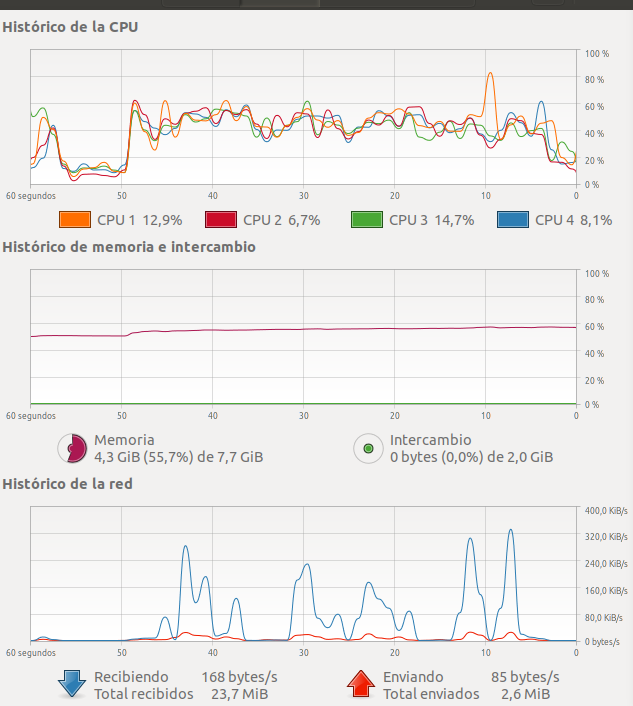 Histórico de la CPU
100 %
80 %
60 %
40 %
20 %
0 %
60 segundos 50 40 30 20 10 0
CPU 1 12,9% CPU 2 6,7% CPU 3 14,7% CPU 4 8,1%
Histórico de memoria e intercambio
100 %
80 %
60 %
40 %
20 %
0 %
60 segundos 50 40 30 20 10 0
Memoria Intercambio
4,3 GiB (55,7%) de 7,7 GiB 0 bytes (0,0%) de 2,0 GiB
Histórico de la red
400,0 KiB/s
320,0 KiB/s
240,0 KiB/s
160,0 KiB/s
80,0 KiB/s
0 bytes/s
60 segundos 50 40 30 20 10 0
Recibiendo 168 bytes/s Enviando 85 bytes/s
Total recibidos 23,7 MiB Total enviados 2,6 MiB